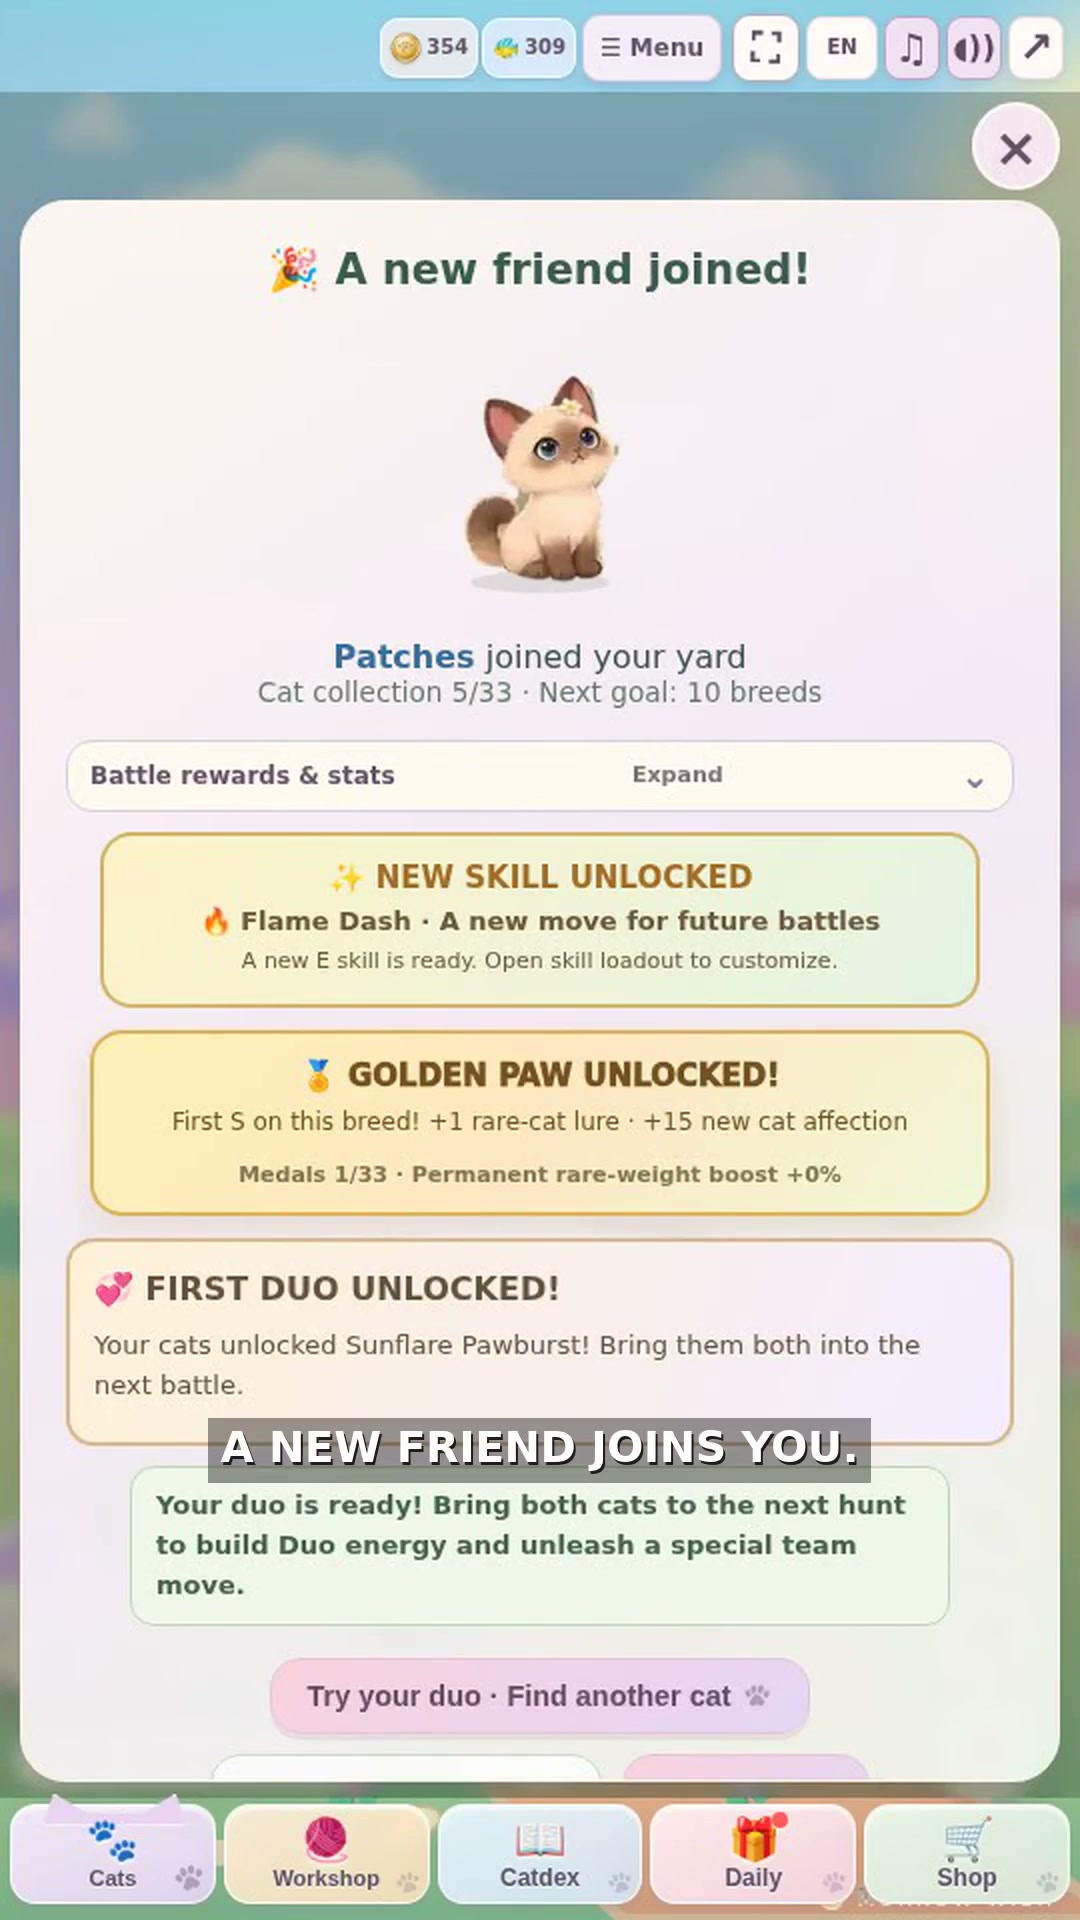 354
309
☰ Menu
EN
🎉 A new friend joined!
Patches joined your yard
Cat collection 5/33 · Next goal: 10 breeds
Battle rewards & stats
Expand
✨ NEW SKILL UNLOCKED
🔥 Flame Dash · A new move for future battles
A new E skill is ready. Open skill loadout to customize.
🏅 GOLDEN PAW UNLOCKED!
First S on this breed! +1 rare-cat lure · +15 new cat affection
Medals 1/33 · Permanent rare-weight boost +0%
💞 FIRST DUO UNLOCKED!
Your cats unlocked Sunflare Pawburst! Bring them both into the
next battle.
A NEW FRIEND JOINS YOU.
Your duo is ready! Bring both cats to the next hunt
to build Duo energy and unleash a special team
move.
Try your duo · Find another cat 🐾
Cats
Workshop
Catdex
Daily
Shop